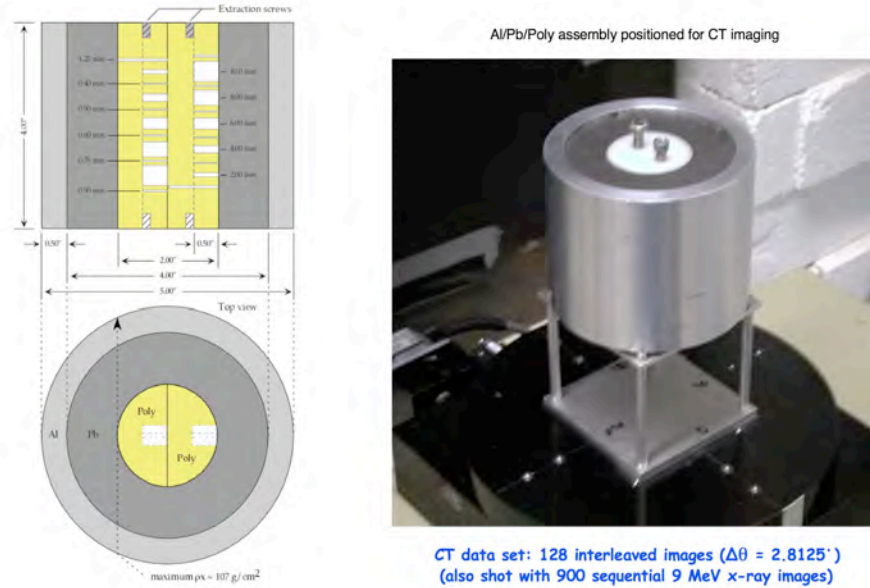 Extraction screws
1.21 mm
0.40 mm
0.50 mm
0.60 mm
0.75 mm
0.90 mm
8.00 mm
6.00 mm
4.00 mm
2.00 mm
4.00"
0.50"
0.50"
2.00"
4.00"
5.00"
Top view
Al
Pb
Poly
Poly
maximum ρx = 107 g/cm²
Al/Pb/Poly assembly positioned for CT imaging
CT data set: 128 interleaved images (Δθ = 2.8125°)
(also shot with 900 sequential 9 MeV x-ray images)